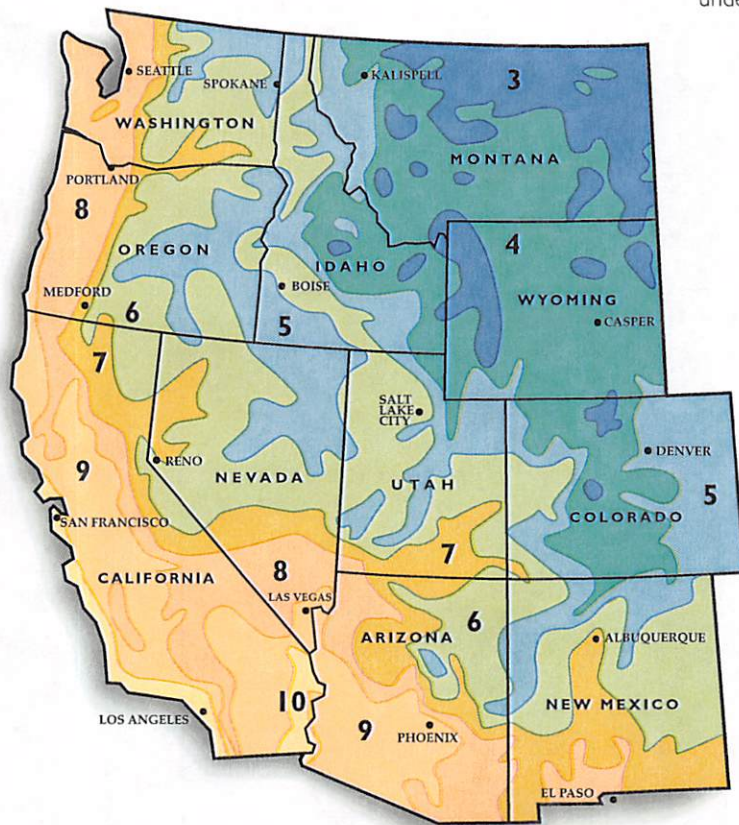 unde
SEATTLE
SPOKANE
KALISPELL
3
WASHINGTON
MONTANA
PORTLAND
8
4
OREGON
IDAHO
WYOMING
BOISE
MEDFORD
6
5
CASPER
7
SALT
LAKE
CITY
DENVER
9
RENO
NEVADA
UTAH
5
COLORADO
SAN FRANCISCO
7
CALIFORNIA
8
LAS VEGAS
6
ARIZONA
ALBUQUERQUE
10
NEW MEXICO
LOS ANGELES
9
PHOENIX
EL PASO